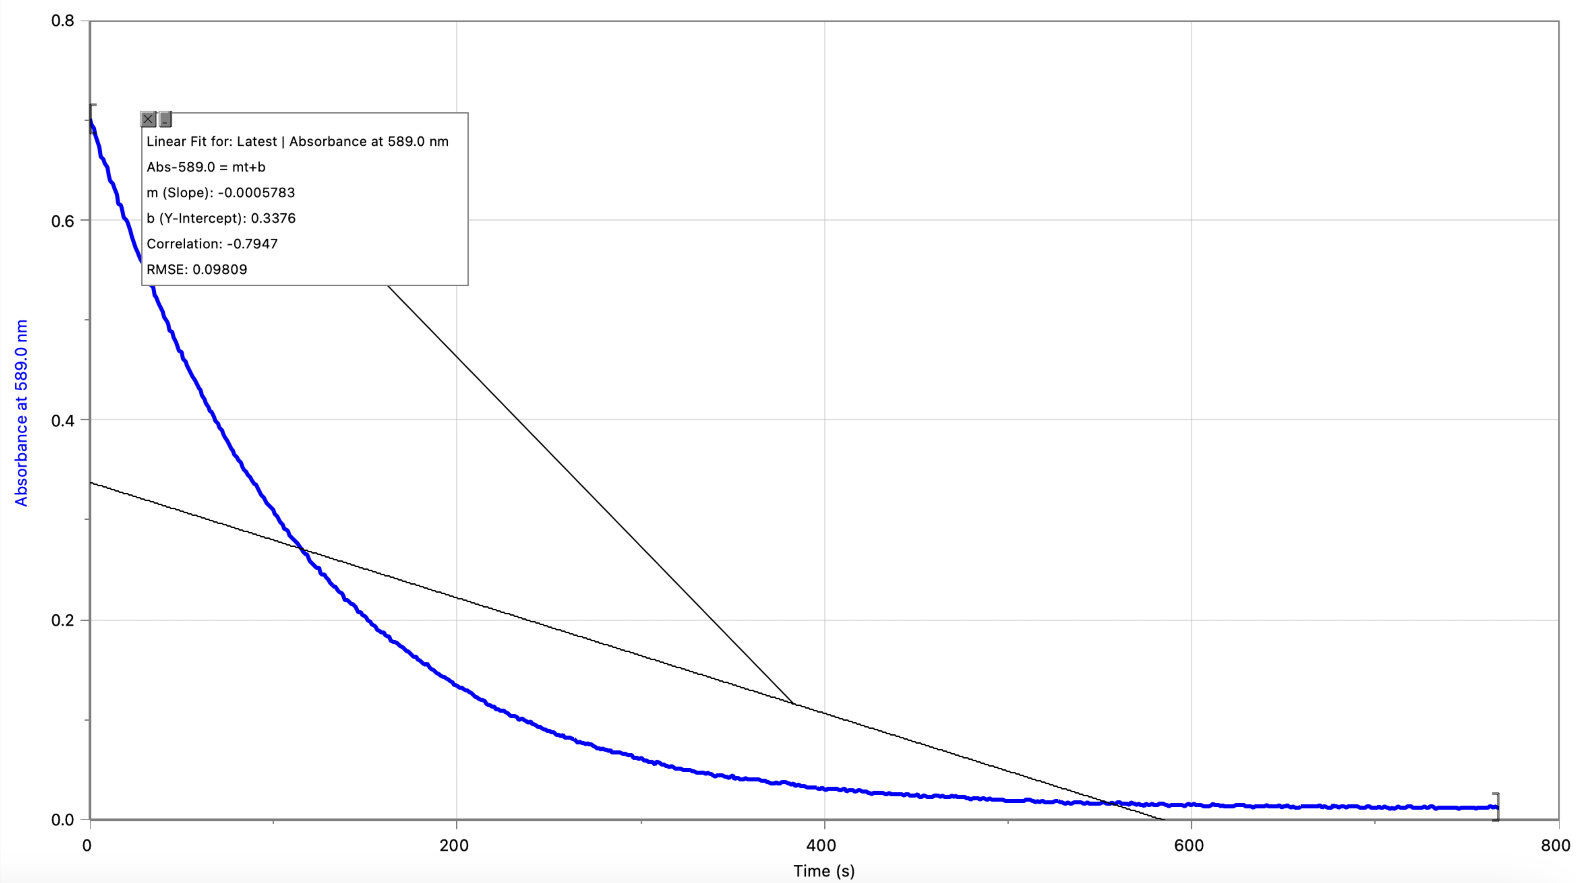 0.8
Linear Fit for: Latest | Absorbance at 589.0 nm
Abs-589.0 = mt+b
m (Slope): -0.0005783
b (Y-Intercept): 0.3376
Correlation: -0.7947
RMSE: 0.09809
0.6
0.4
0.2
0.0
Absorbance at 589.0 nm
0 200 400 600 800
Time (s)